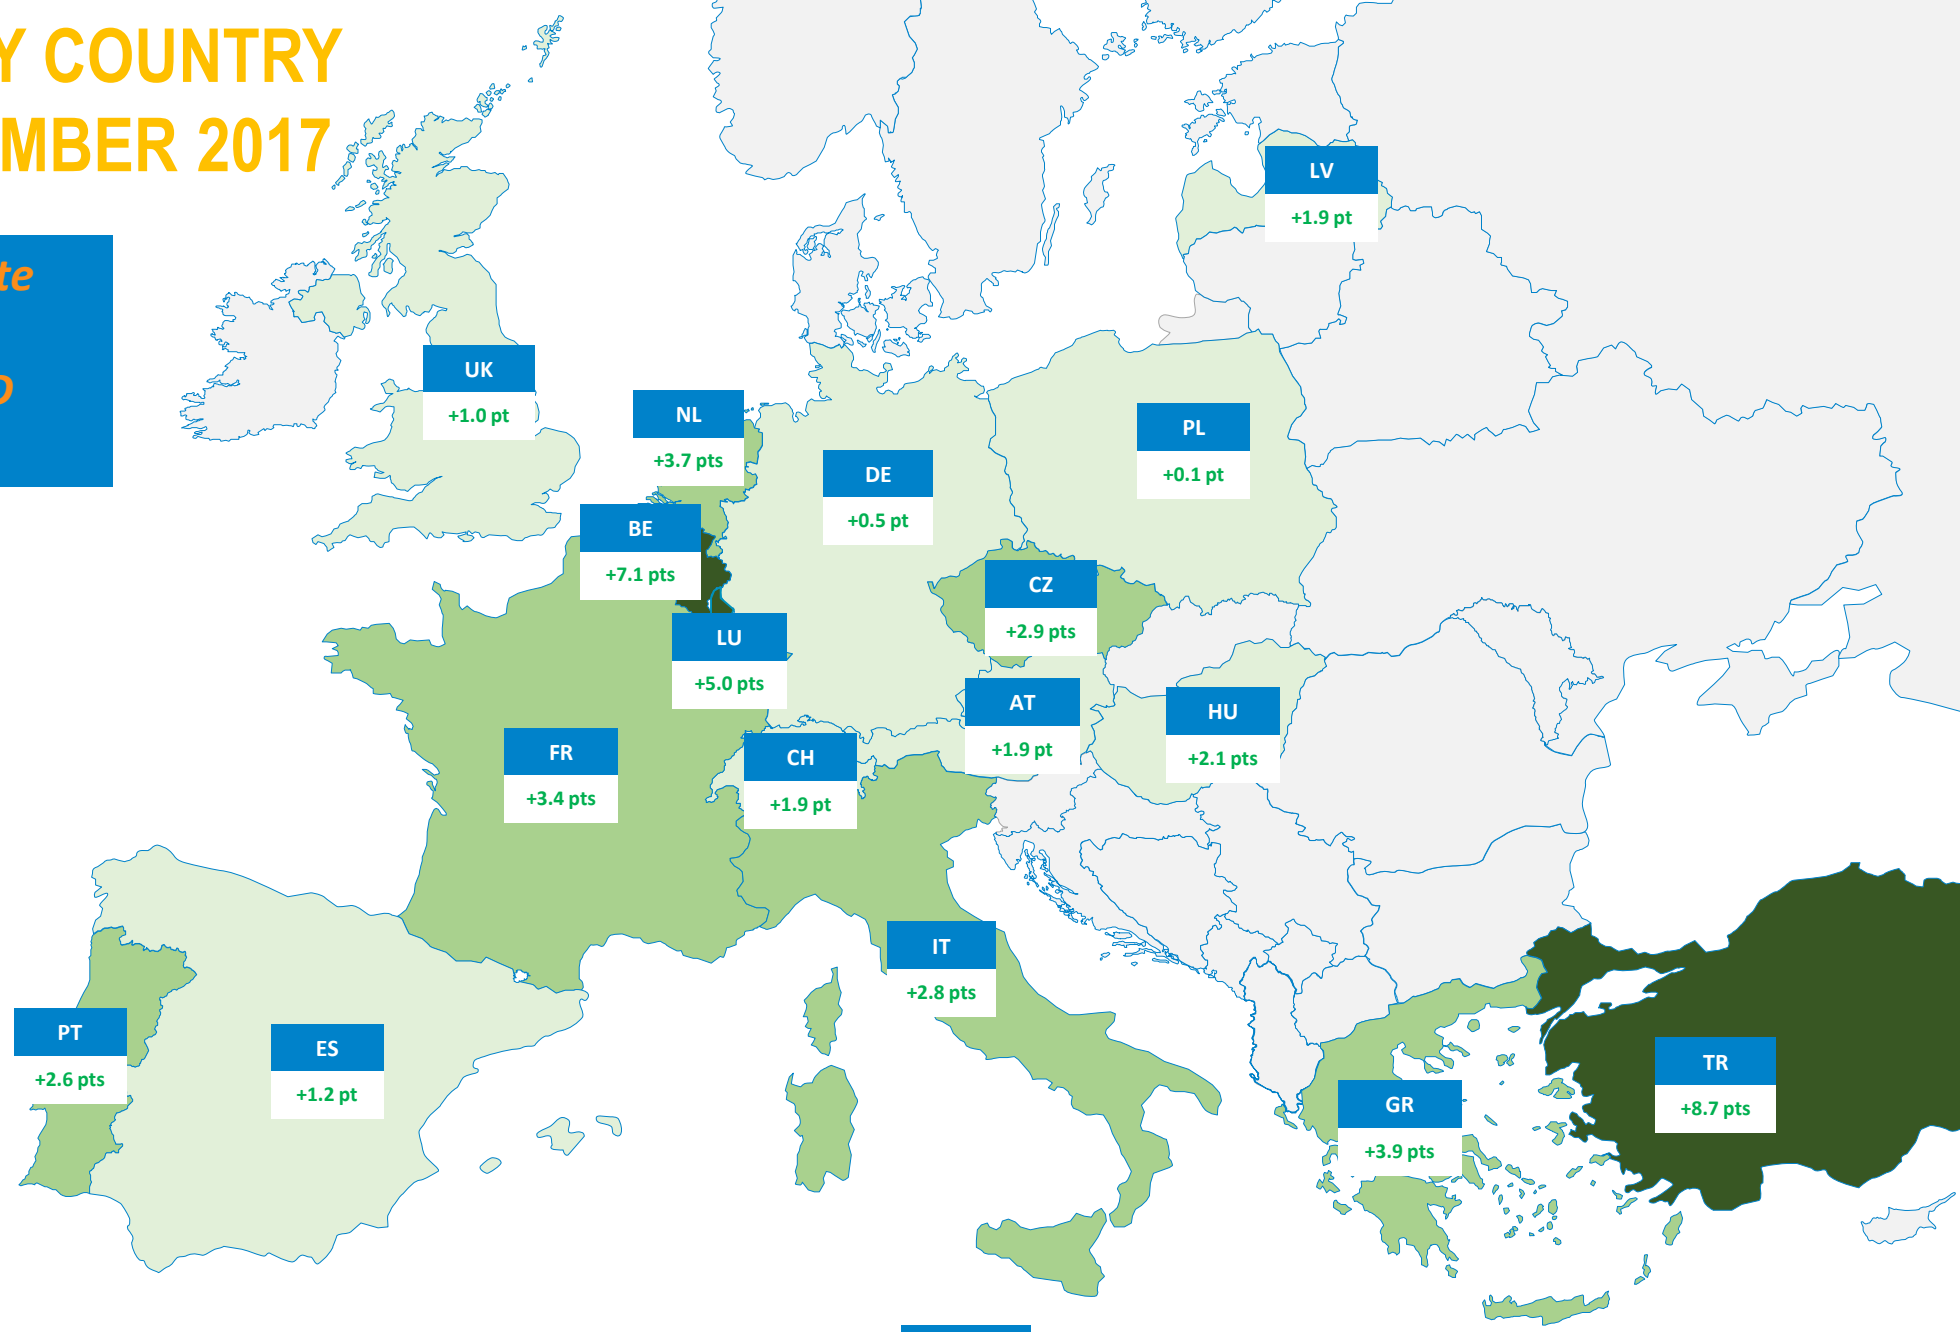 Y COUNTRY
MBER 2017
te
LV
+1.9 pt
UK
+1.0 pt
NL
+3.7 pts
PL
+0.1 pt
DE
+0.5 pt
BE
+7.1 pts
CZ
+2.9 pts
LU
+5.0 pts
AT
+1.9 pt
HU
+2.1 pts
FR
+3.4 pts
CH
+1.9 pt
IT
+2.8 pts
PT
+2.6 pts
ES
+1.2 pt
TR
+8.7 pts
GR
+3.9 pts